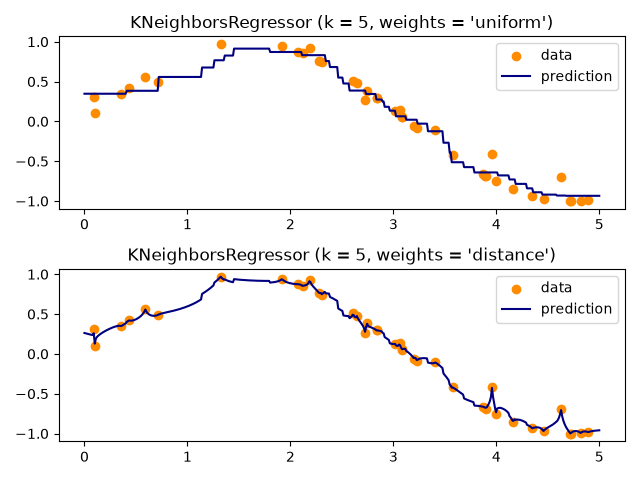 KNeighborsRegressor (k = 5, weights = 'uniform')
1.0
0.5
0.0
−0.5
−1.0
data
prediction
0 1 2 3 4 5
KNeighborsRegressor (k = 5, weights = 'distance')
1.0
0.5
0.0
−0.5
−1.0
data
prediction
0 1 2 3 4 5